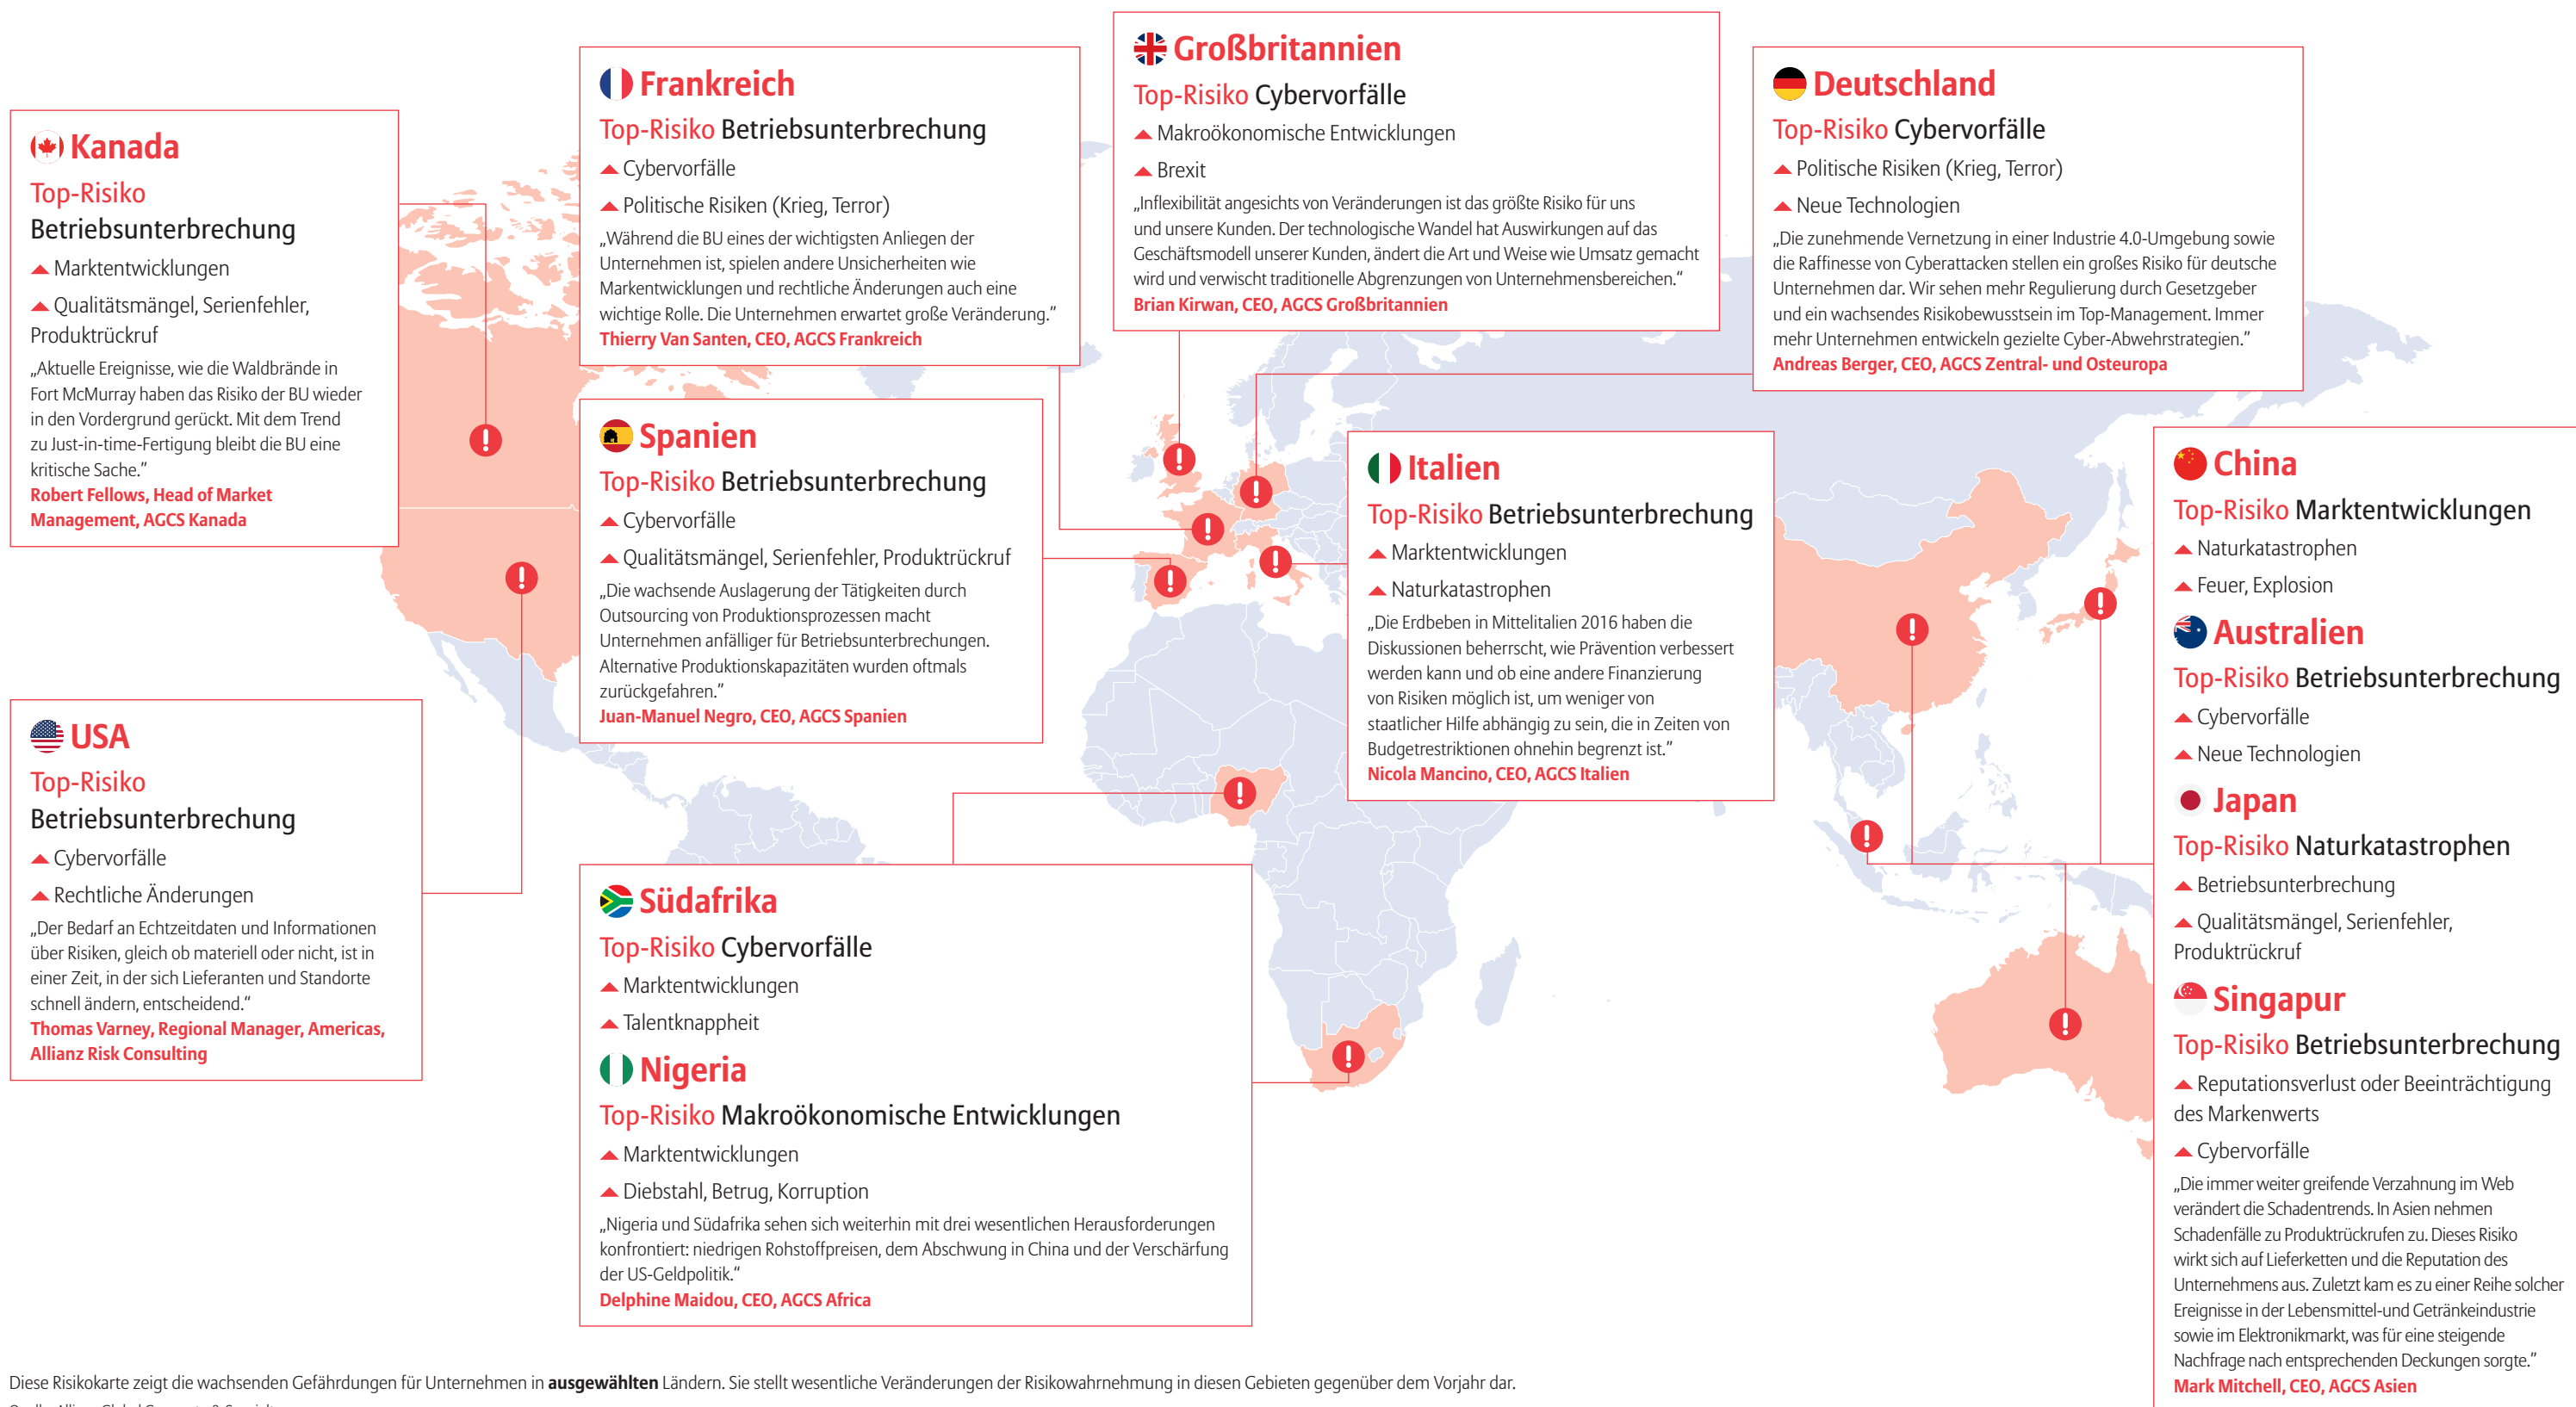 Kanada
Top-Risiko
Betriebsunterbrechung
Marktentwicklungen
Qualitätsmängel, Serienfehler,
Produktrückruf
„Aktuelle Ereignisse, wie die Waldbrände in
Fort McMurray haben das Risiko der BU wieder
in den Vordergrund gerückt. Mit dem Trend
zu Just-in-time-Fertigung bleibt die BU eine
kritische Sache.”
Robert Fellows, Head of Market
Management, AGCS Kanada
USA
Top-Risiko
Betriebsunterbrechung
Cybervorfälle
Rechtliche Änderungen
„Der Bedarf an Echtzeitdaten und Informationen
über Risiken, gleich ob materiell oder nicht, ist in
einer Zeit, in der sich Lieferanten und Standorte
schnell ändern, entscheidend.“
Thomas Varney, Regional Manager, Americas,
Allianz Risk Consulting
Frankreich
Top-Risiko Betriebsunterbrechung
Cybervorfälle
Politische Risiken (Krieg, Terror)
„Während die BU eines der wichtigsten Anliegen der
Unternehmen ist, spielen andere Unsicherheiten wie
Markentwicklungen und rechtliche Änderungen auch eine
wichtige Rolle. Die Unternehmen erwartet große Veränderung.”
Thierry Van Santen, CEO, AGCS Frankreich
Spanien
Top-Risiko Betriebsunterbrechung
Cybervorfälle
Qualitätsmängel, Serienfehler, Produktrückruf
„Die wachsende Auslagerung der Tätigkeiten durch
Outsourcing von Produktionsprozessen macht
Unternehmen anfälliger für Betriebsunterbrechungen.
Alternative Produktionskapazitäten wurden oftmals
zurückgefahren.”
Juan-Manuel Negro, CEO, AGCS Spanien
Südafrika
Top-Risiko Cybervorfälle
Marktentwicklungen
Talentknappheit
Nigeria
Top-Risiko Makroökonomische Entwicklungen
Marktentwicklungen
Diebstahl, Betrug, Korruption
„Nigeria und Südafrika sehen sich weiterhin mit drei wesentlichen Herausforderungen
konfrontiert: niedrigen Rohstoffpreisen, dem Abschwung in China und der Verschärfung
der US-Geldpolitik.“
Delphine Maidou, CEO, AGCS Africa
Großbritannien
Top-Risiko Cybervorfälle
Makroökonomische Entwicklungen
Brexit
„Inflexibilität angesichts von Veränderungen ist das größte Risiko für uns
und unsere Kunden. Der technologische Wandel hat Auswirkungen auf das
Geschäftsmodell unserer Kunden, ändert die Art und Weise wie Umsatz gemacht
wird und verwischt traditionelle Abgrenzungen von Unternehmensbereichen.“
Brian Kirwan, CEO, AGCS Großbritannien
Deutschland
Top-Risiko Cybervorfälle
Politische Risiken (Krieg, Terror)
Neue Technologien
„Die zunehmende Vernetzung in einer Industrie 4.0-Umgebung sowie
die Raffinesse von Cyberattacken stellen ein großes Risiko für deutsche
Unternehmen dar. Wir sehen mehr Regulierung durch Gesetzgeber
und ein wachsendes Risikobewusstsein im Top-Management. Immer
mehr Unternehmen entwickeln gezielte Cyber-Abwehrstrategien.”
Andreas Berger, CEO, AGCS Zentral- und Osteuropa
Italien
Top-Risiko Betriebsunterbrechung
Marktentwicklungen
Naturkatastrophen
„Die Erdbeben in Mittelitalien 2016 haben die
Diskussionen beherrscht, wie Prävention verbessert
werden kann und ob eine andere Finanzierung
von Risiken möglich ist, um weniger von
staatlicher Hilfe abhängig zu sein, die in Zeiten von
Budgetrestriktionen ohnehin begrenzt ist.”
Nicola Mancino, CEO, AGCS Italien
China
Top-Risiko Marktentwicklungen
Naturkatastrophen
Feuer, Explosion
Australien
Top-Risiko Betriebsunterbrechung
Cybervorfälle
Neue Technologien
Japan
Top-Risiko Naturkatastrophen
Betriebsunterbrechung
Qualitätsmängel, Serienfehler,
Produktrückruf
Singapur
Top-Risiko Betriebsunterbrechung
Reputationsverlust oder Beeinträchtigung
des Markenwerts
Cybervorfälle
„Die immer weiter greifende Verzahnung im Web
verändert die Schadentrends. In Asien nehmen
Schadenfälle zu Produktrückrufen zu. Dieses Risiko
wirkt sich auf Lieferketten und die Reputation des
Unternehmens aus. Zuletzt kam es zu einer Reihe solcher
Ereignisse in der Lebensmittel-und Getränkeindustrie
sowie im Elektronikmarkt, was für eine steigende
Nachfrage nach entsprechenden Deckungen sorgte.”
Mark Mitchell, CEO, AGCS Asien
Diese Risikokarte zeigt die wachsenden Gefährdungen für Unternehmen in ausgewählten Ländern. Sie stellt wesentliche Veränderungen der Risikowahrnehmung in diesen Gebieten gegenüber dem Vorjahr dar.